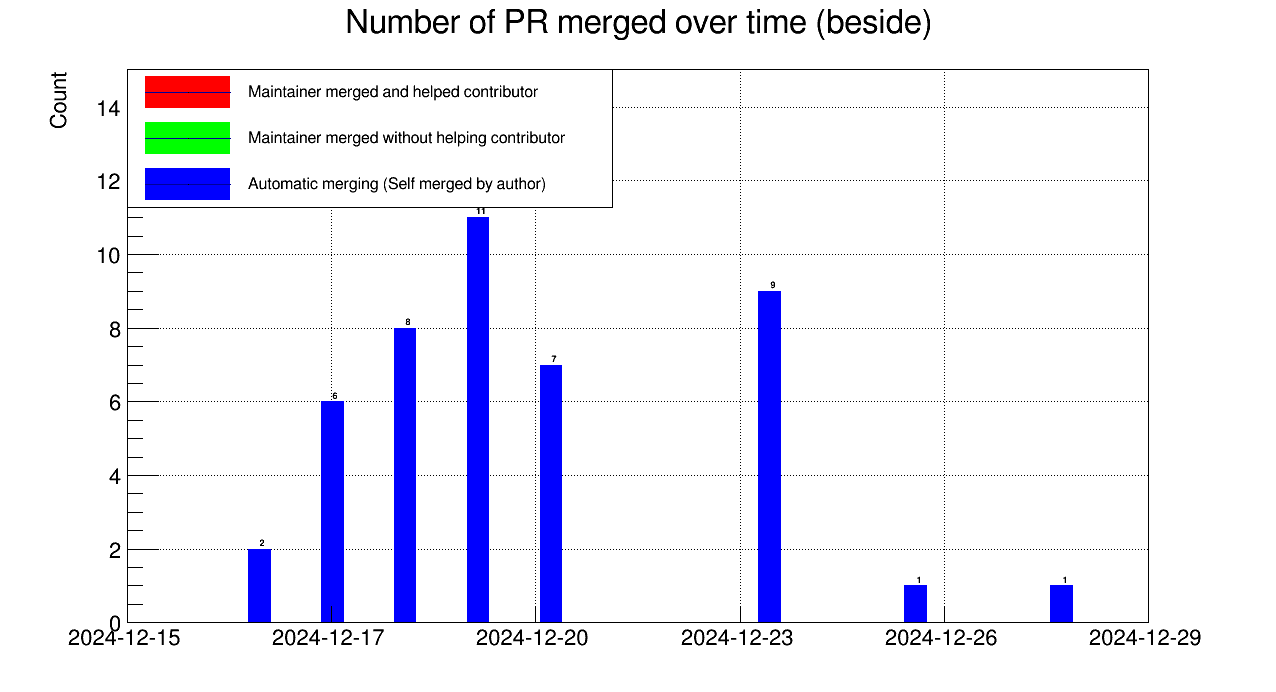 Number of PR merged over time (beside)
Count
Maintainer merged and helped contributor
Maintainer merged without helping contributor
Automatic merging (Self merged by author)
14
12
10
8
6
4
2
0
2
6
8
11
7
9
1
1
2024-12-15 2024-12-17 2024-12-20 2024-12-23 2024-12-26 2024-12-29